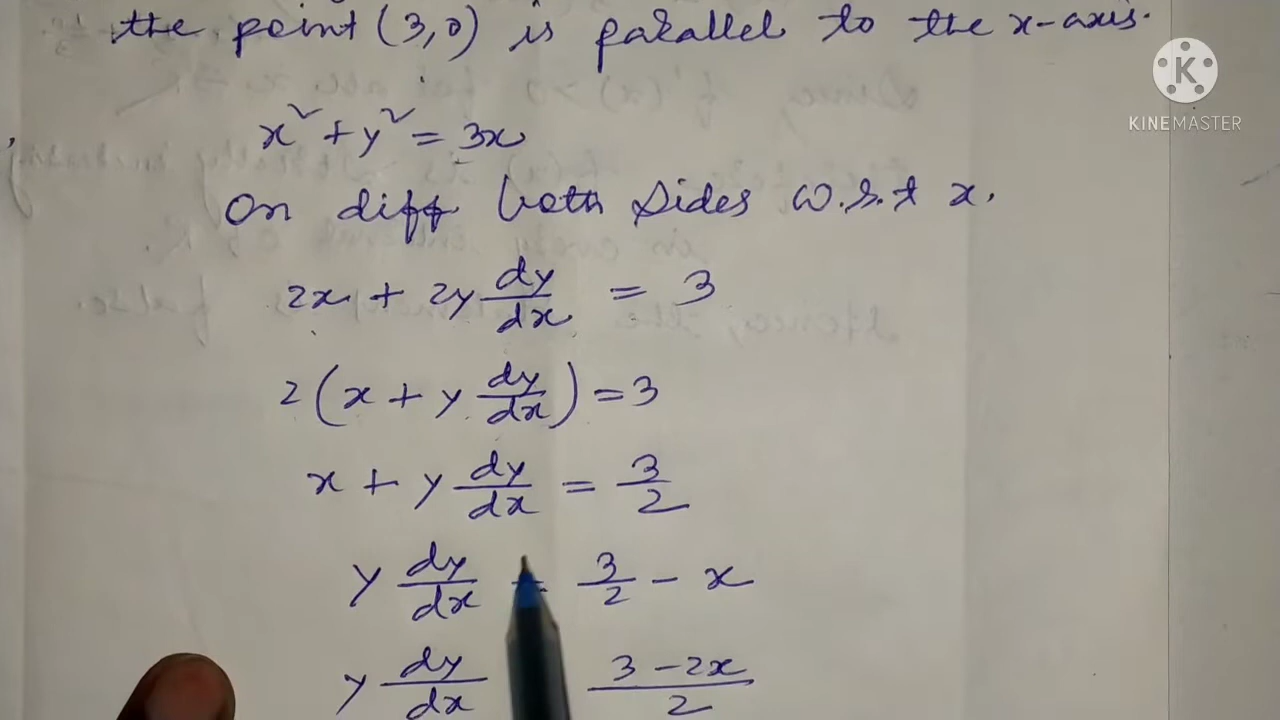 the point (3,0) is parallel to the x-axis.
KINEMASTER
x² + y² = 3x
On diff both sides w.r.t x.
2x + 2y dy/dx = 3
2(x + y dy/dx) = 3
x + y dy/dx = 3/2
y dy/dx = 3/2 - x
y dy/dx 3-2x/2